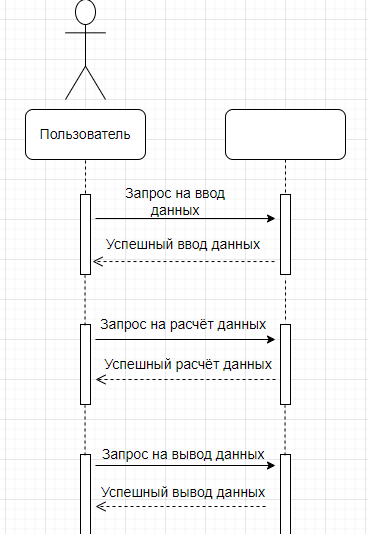 Пользователь
Запрос на ввод
данных
Успешный ввод данных
Запрос на расчёт данных
Успешный расчёт данных
Запрос на вывод данных
Успешный вывод данных